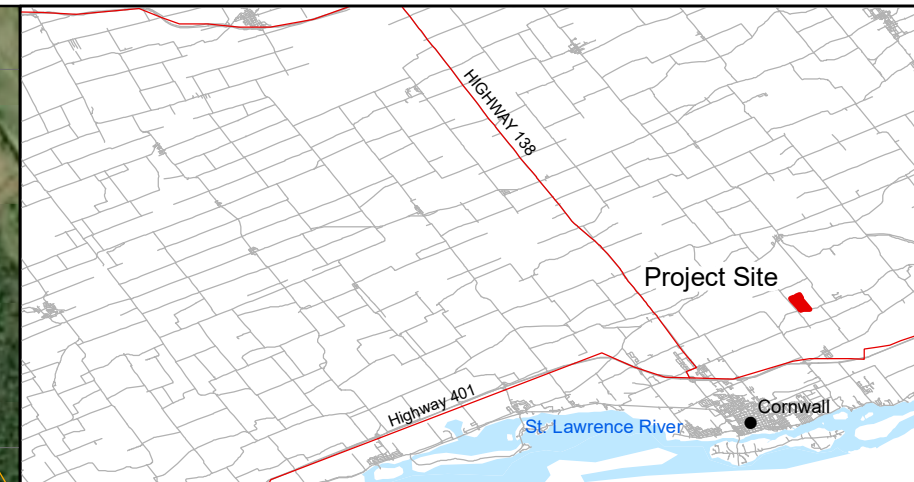 HIGHWAY 138
Project Site
Highway 401
Cornwall
St. Lawrence River